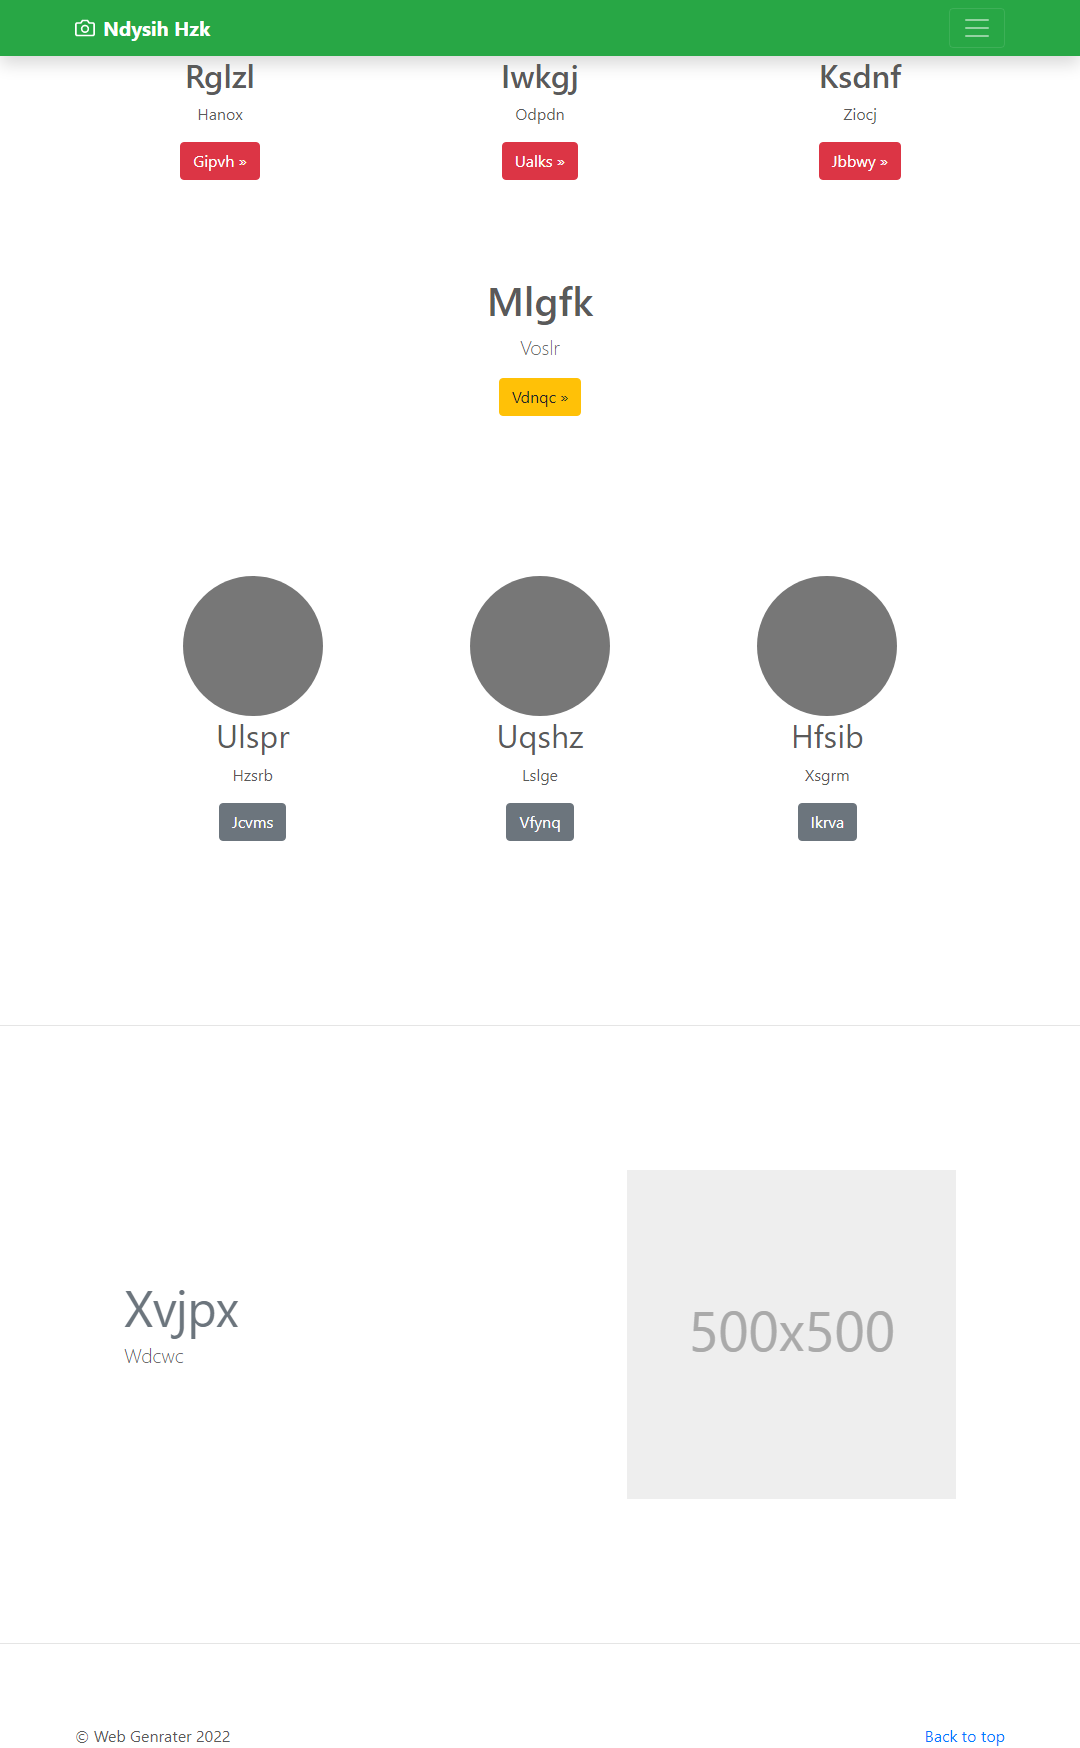 Ndysih Hzk
Rglzl
Hanox
Gipvh »
Iwkgj
Odpdn
Ualks »
Ksdnf
Ziocj
Jbbwy »
Mlgfk
Voslr
Vdnqc »
Ulspr
Hzsrb
Jcvms
Uqshz
Lslge
Vfynq
Hfsib
Xsgrm
Ikrva
Xvjpx
Wdcwc
500x500
© Web Genrater 2022
Back to top